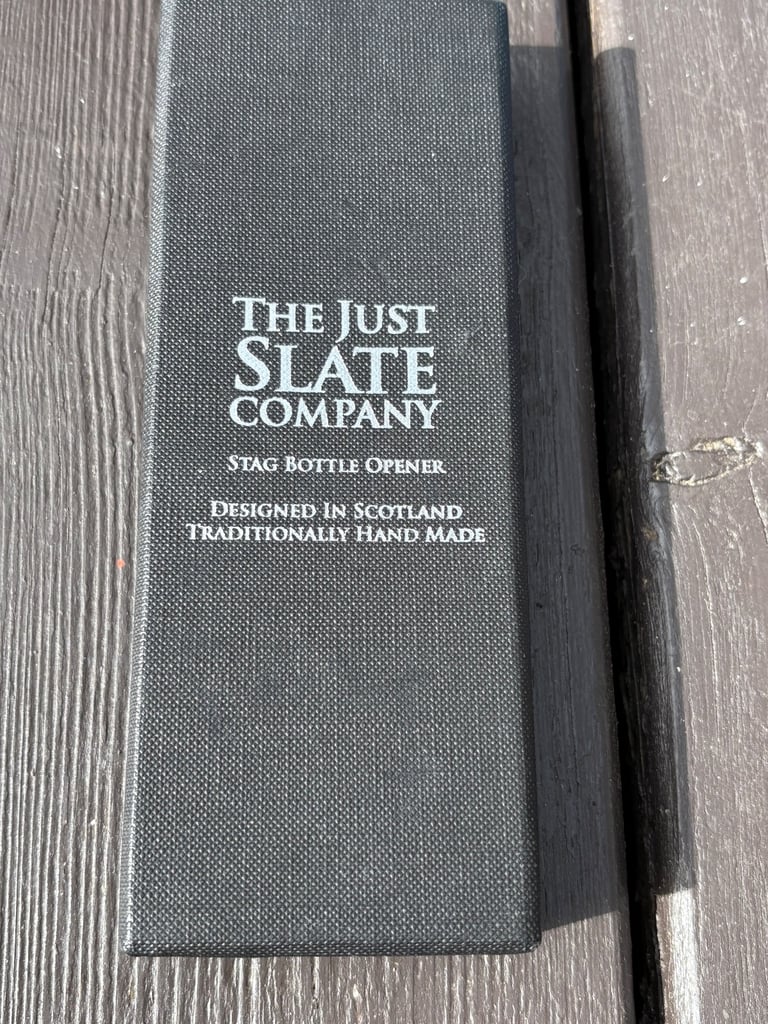 The Just
Slate
Company
Stag Bottle Opener
Designed In Scotland
Traditionally Hand Made